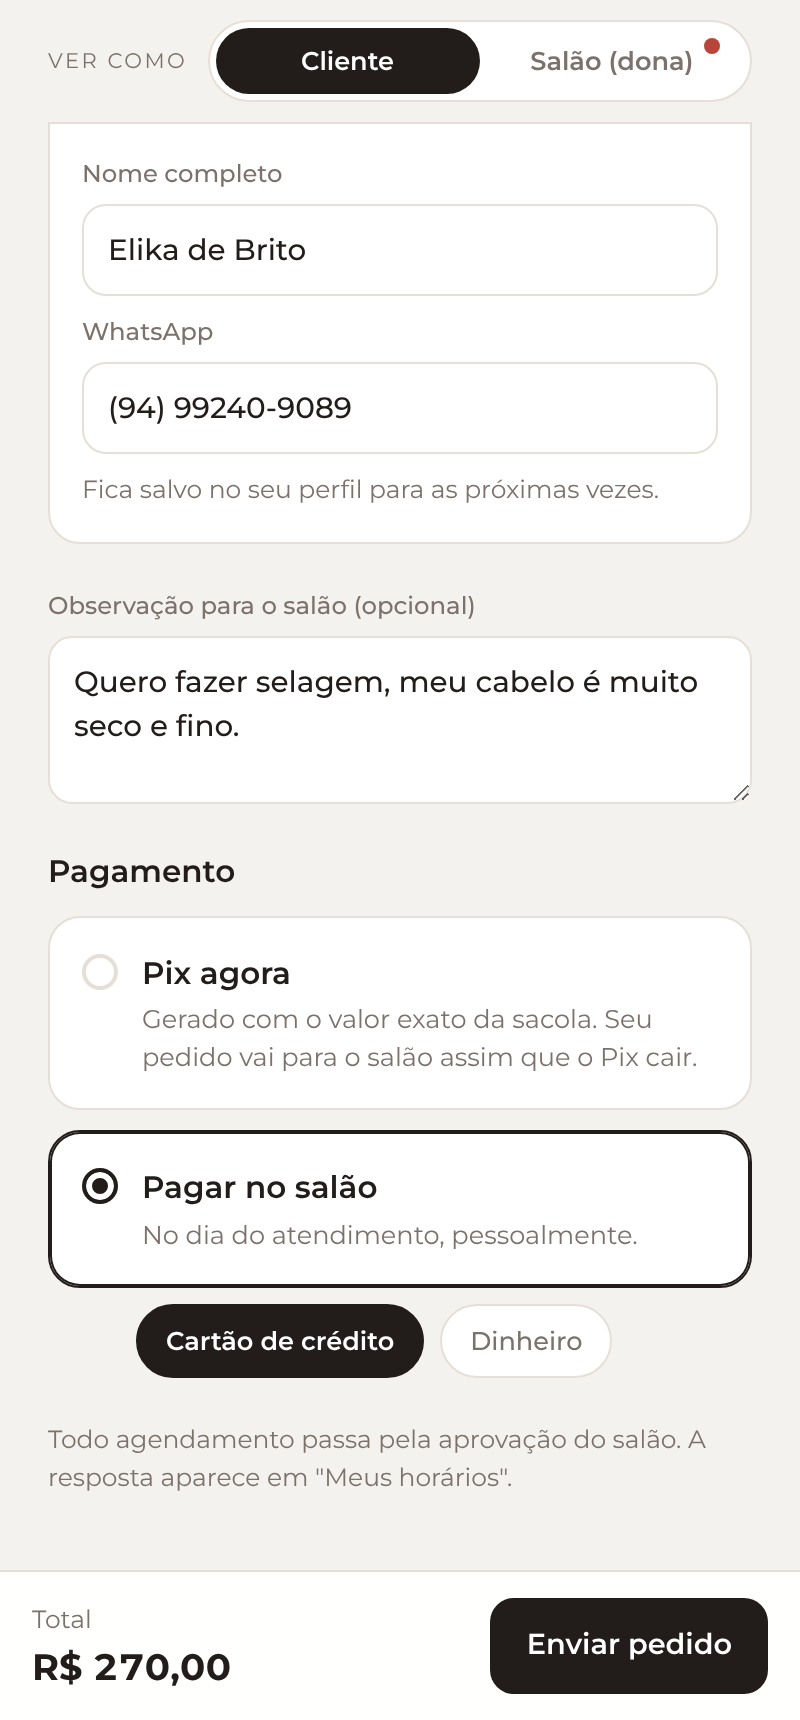 VER COMO
Cliente
Salão (dona)
Nome completo
Elika de Brito
WhatsApp
(94) 99240-9089
Fica salvo no seu perfil para as próximas vezes.
Observação para o salão (opcional)
Quero fazer selagem, meu cabelo é muito
seco e fino.
Pagamento
Pix agora
Gerado com o valor exato da sacola. Seu
pedido vai para o salão assim que o Pix cair.
Pagar no salão
No dia do atendimento, pessoalmente.
Cartão de crédito
Dinheiro
Todo agendamento passa pela aprovação do salão. A
resposta aparece em "Meus horários".
Total
R$ 270,00
Enviar pedido